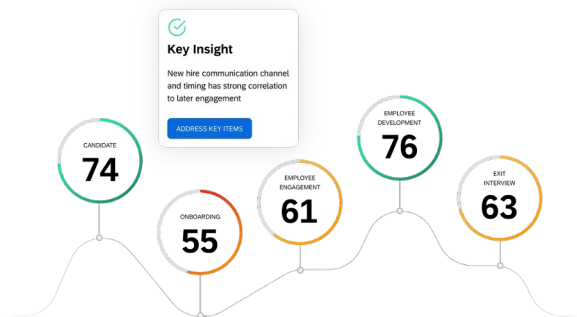 Key Insight
New hire communication channel
and timing has strong correlation
to later engagement
ADDRESS KEY ITEMS
CANDIDATE
74
ONBOARDING
55
EMPLOYEE
ENGAGEMENT
61
EMPLOYEE
DEVELOPMENT
76
EXIT
INTERVIEW
63